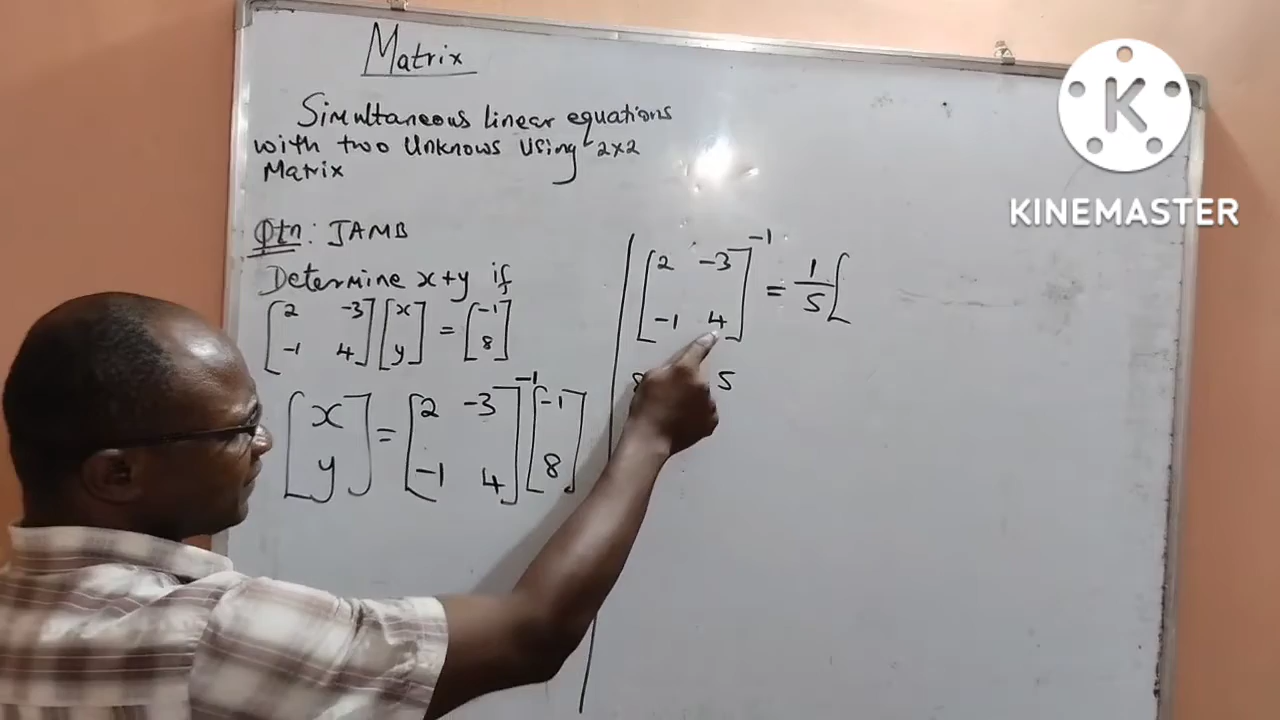 Matrix
Simultaneous linear equations
with two Unknows Using 2x2
Matrix
Qtn: JAMB
Determine x+y if
[2 -3] [x] = [-1]
[-1 4] [y] [8]
[x] = [2 -3]⁻¹ [-1]
[y] [-1 4] [8]
[2 -3]⁻¹ = 1/5 [
[-1 4]
5
K
KINEMASTER